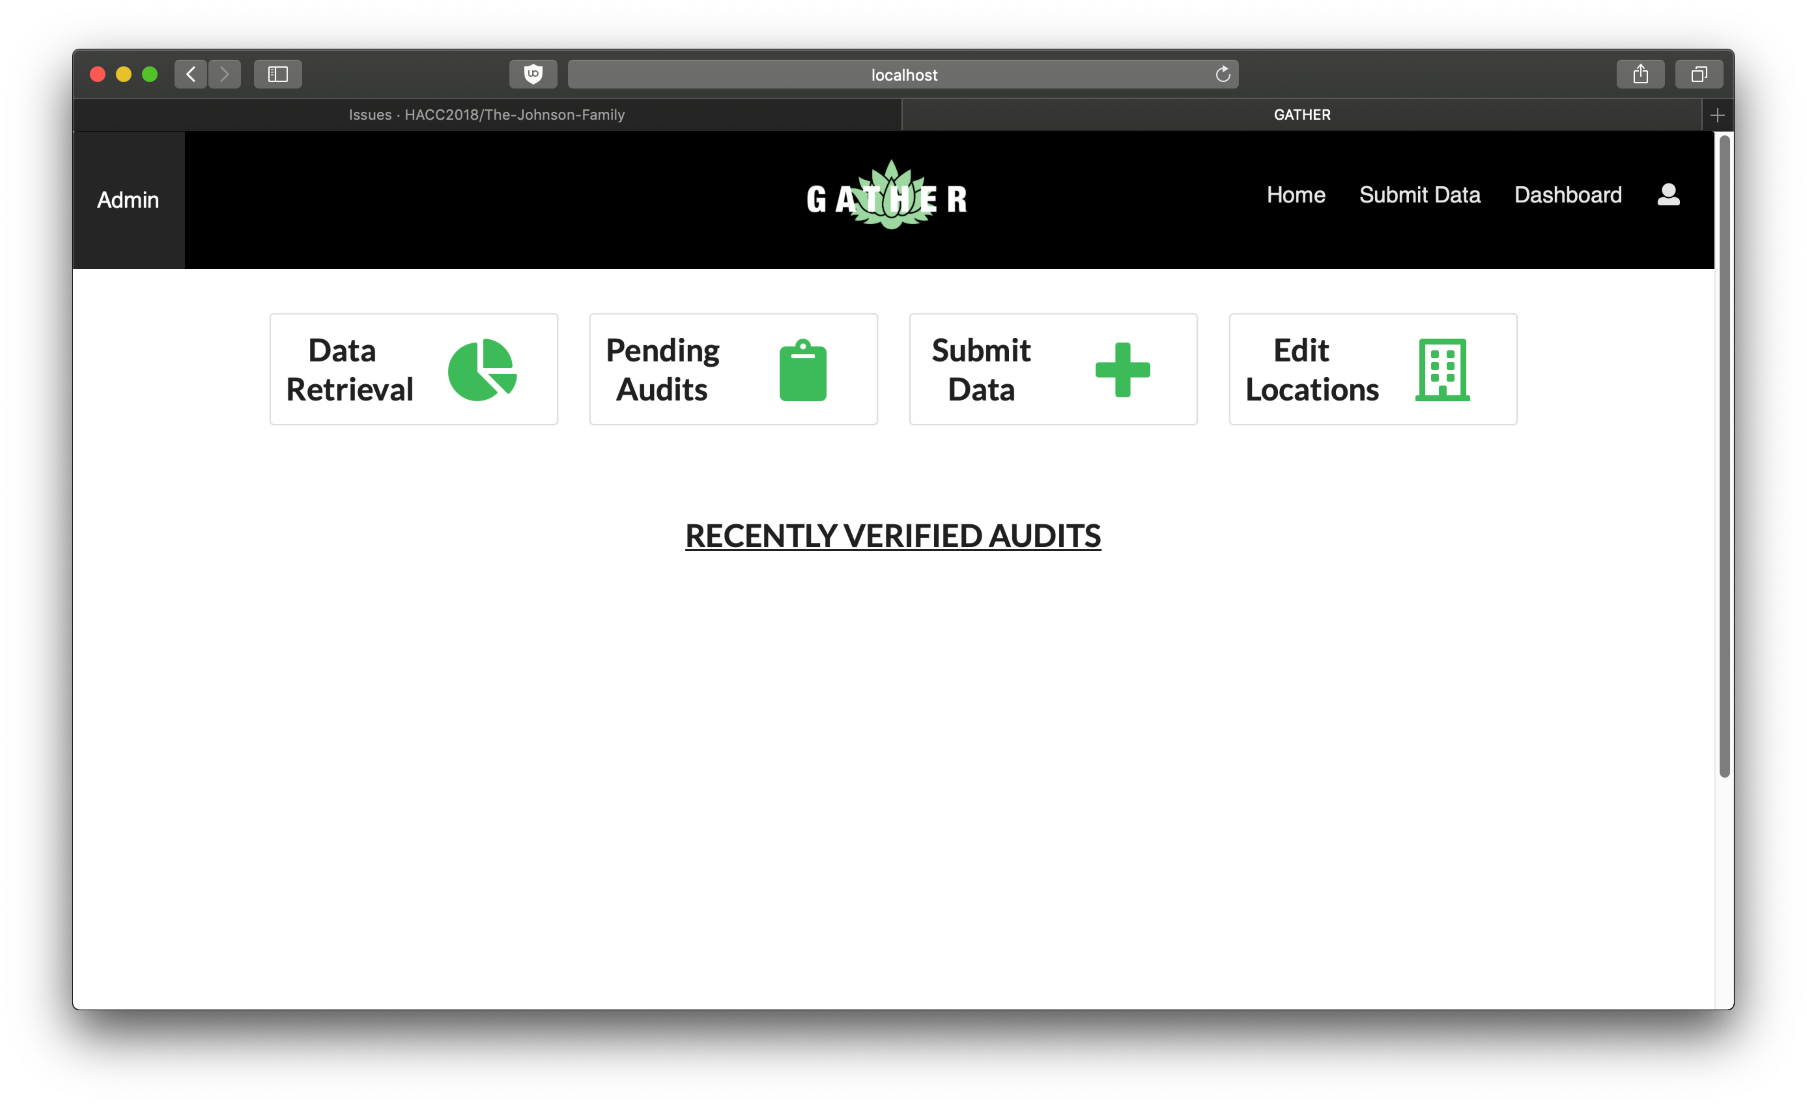 localhost
Issues · HACC2018/The-Johnson-Family
GATHER
Admin
GATHER
Home
Submit Data
Dashboard
Data
Retrieval
Pending
Audits
Submit
Data
Edit
Locations
RECENTLY VERIFIED AUDITS